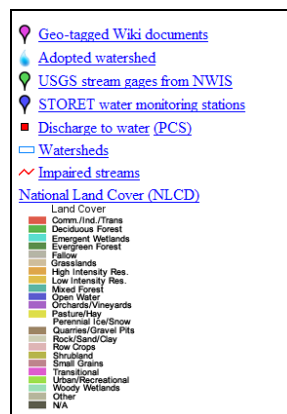 Geo-tagged Wiki documents
Adopted watershed
USGS stream gages from NWIS
STORET water monitoring stations
Discharge to water (PCS)
Watersheds
Impaired streams
National Land Cover (NLCD)
Land Cover
Comm./Ind./Trans
Deciduous Forest
Emergent Wetlands
Evergreen Forest
Fallow
Grasslands
High Intensity Res.
Low Intensity Res.
Mixed Forest
Open Water
Orchards/Vineyards
Pasture/Hay
Perennial Ice/Snow
Quarries/Gravel Pits
Rock/Sand/Clay
Row Crops
Shrubland
Small Grains
Transitional
Urban/Recreational
Woody Wetlands
Other
N/A